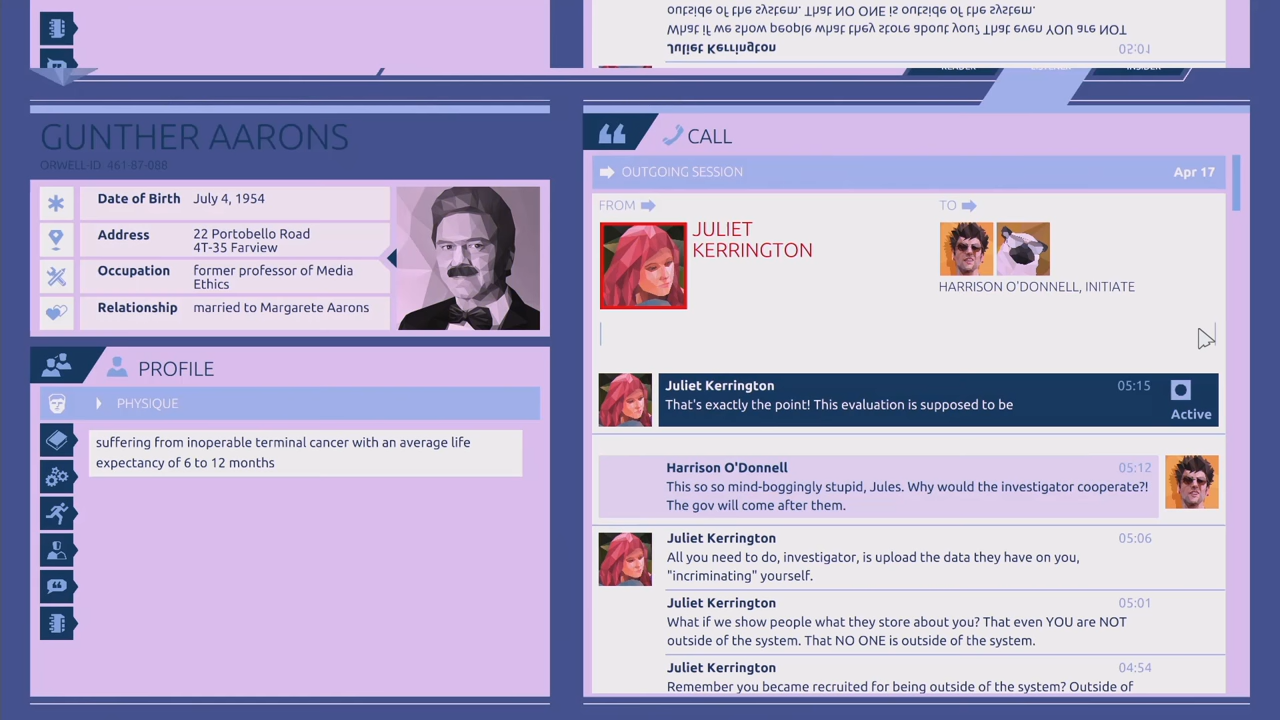 outside of the system. That NO ONE is outside of the system.
What if we show people what they store about you? That even YOU are NOT
Juliet Kerrington 05:01
READER LISTENER INSIDER
GUNTHER AARONS
ORWELL-ID: 461-87-088
Date of Birth July 4, 1954
Address 22 Portobello Road
4T-35 Farview
Occupation former professor of Media
Ethics
Relationship married to Margarete Aarons
PROFILE
PHYSIQUE
suffering from inoperable terminal cancer with an average life
expectancy of 6 to 12 months
CALL
OUTGOING SESSION Apr 17
FROM TO
JULIET
KERRINGTON
HARRISON O'DONNELL, INITIATE
Juliet Kerrington 05:15
That's exactly the point! This evaluation is supposed to be
Active
Harrison O'Donnell 05:12
This so so mind-boggingly stupid, Jules. Why would the investigator cooperate?!
The gov will come after them.
Juliet Kerrington 05:06
All you need to do, investigator, is upload the data they have on you,
"incriminating" yourself.
Juliet Kerrington 05:01
What if we show people what they store about you? That even YOU are NOT
outside of the system. That NO ONE is outside of the system.
Juliet Kerrington 04:54
Remember you became recruited for being outside of the system? Outside of